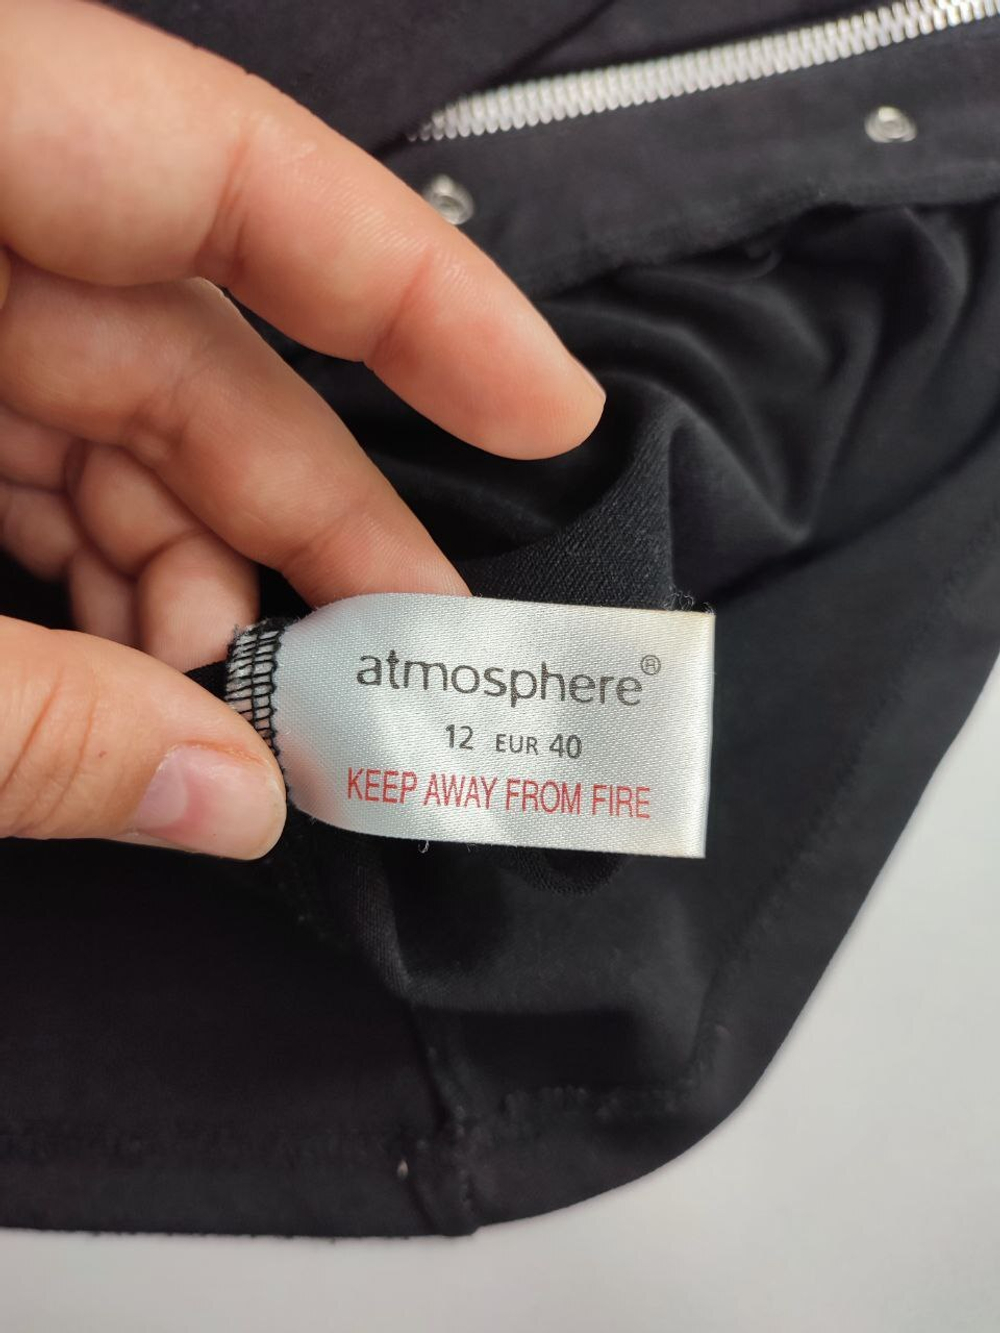 atmosphere®
12 EUR 40
KEEP AWAY FROM FIRE